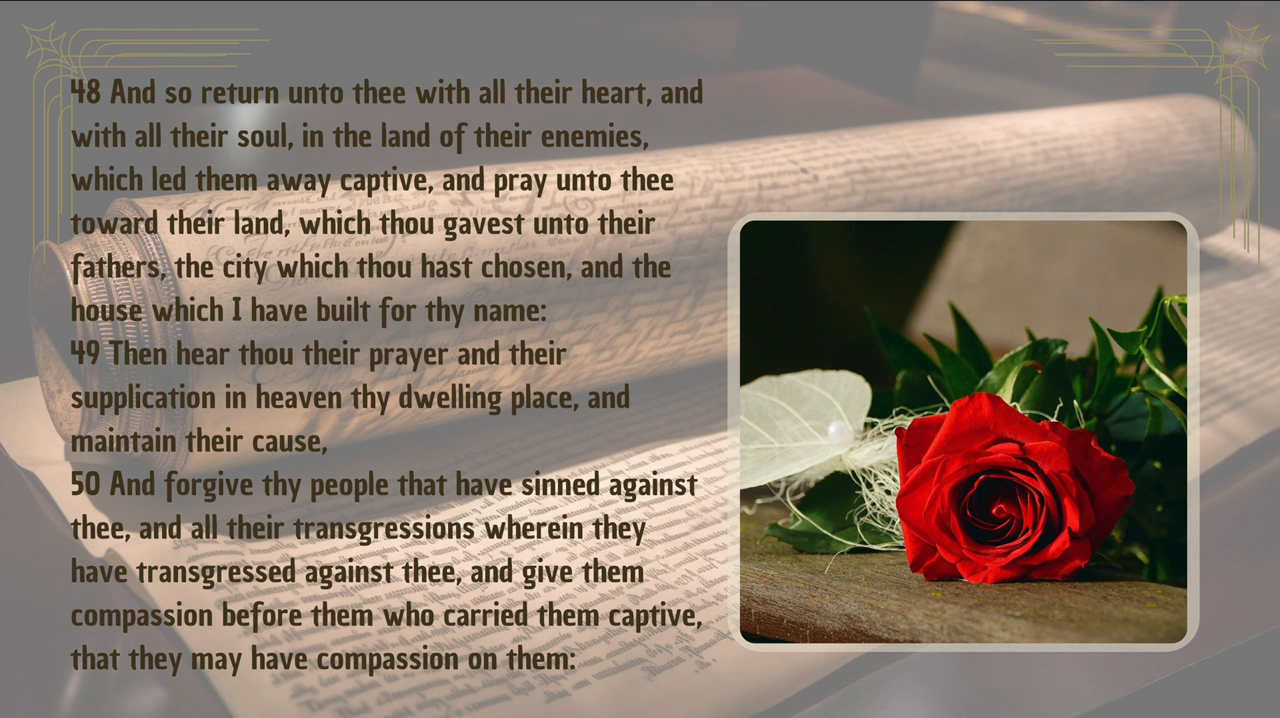 48 And so return unto thee with all their heart, and
with all their soul, in the land of their enemies,
which led them away captive, and pray unto thee
toward their land, which thou gavest unto their
fathers, the city which thou hast chosen, and the
house which I have built for thy name:
49 Then hear thou their prayer and their
supplication in heaven thy dwelling place, and
maintain their cause,
50 And forgive thy people that have sinned against
thee, and all their transgressions wherein they
have transgressed against thee, and give them
compassion before them who carried them captive,
that they may have compassion on them: